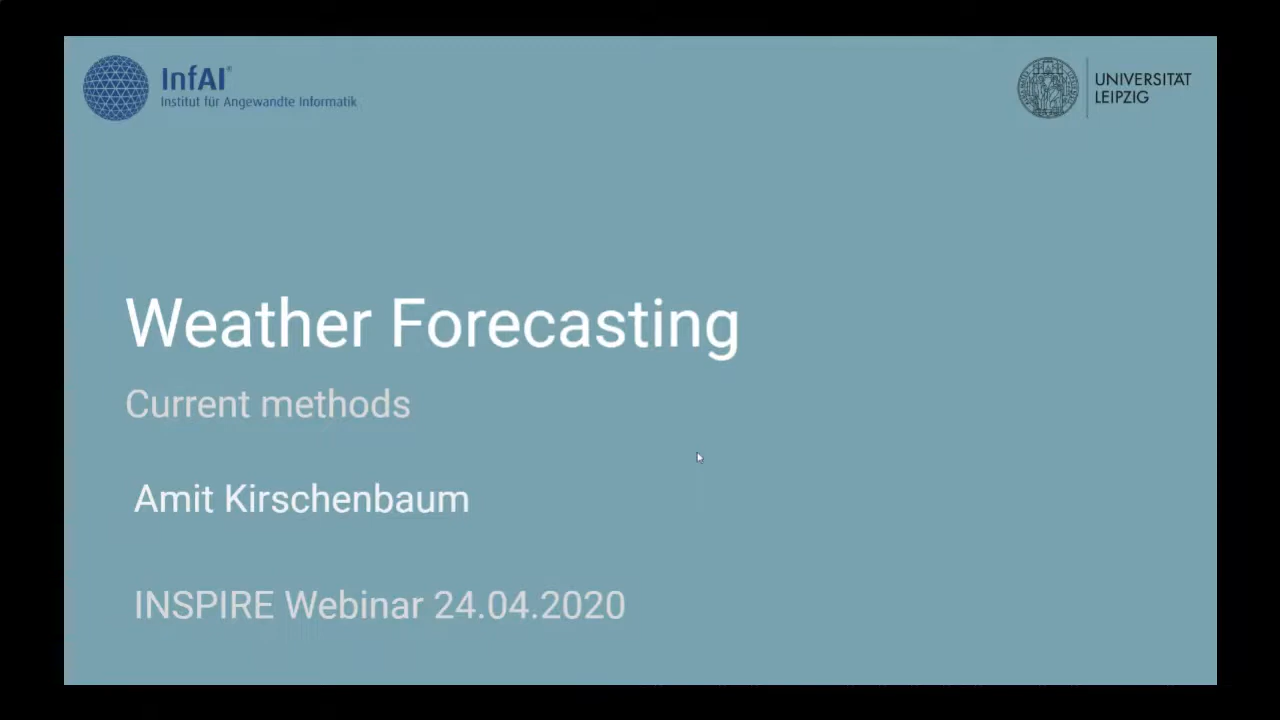 InfAI®
Institut für Angewandte Informatik
UNIVERSITÄT
LEIPZIG
Weather Forecasting
Current methods
Amit Kirschenbaum
INSPIRE Webinar 24.04.2020